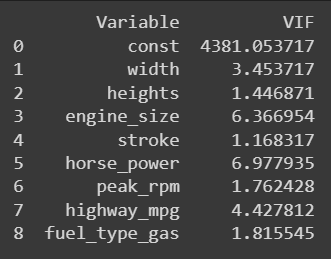 Variable VIF
0 const 4381.053717
1 width 3.453717
2 heights 1.446871
3 engine_size 6.366954
4 stroke 1.168317
5 horse_power 6.977935
6 peak_rpm 1.762428
7 highway_mpg 4.427812
8 fuel_type_gas 1.815545